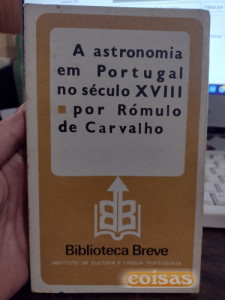 A astronomia
em Portugal
no século XVIII
por Rómulo
de Carvalho
Biblioteca Breve
INSTITUTO DE CULTURA E LÍNGUA PORTUGUESA
coisas